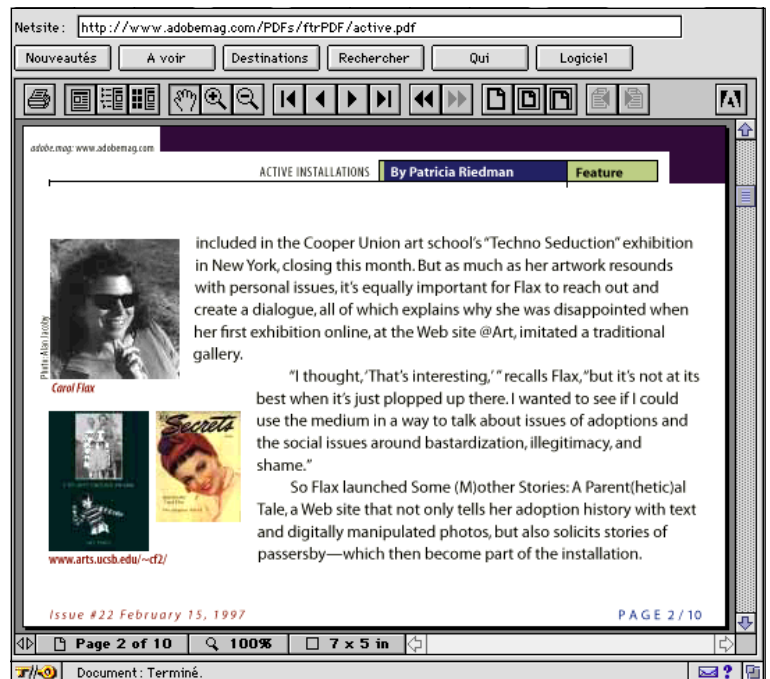 Netsite: http://www.adobemag.com/PDFs/ftrPDF/active.pdf
Nouveautés A voir Destinations Rechercher Qui Logiciel
adobe.mag: www.adobemag.com
ACTIVE INSTALLATIONS By Patricia Riedman Feature
included in the Cooper Union art school's "Techno Seduction" exhibition
in New York, closing this month. But as much as her artwork resounds
with personal issues, it's equally important for Flax to reach out and
create a dialogue, all of which explains why she was disappointed when
her first exhibition online, at the Web site @Art, imitated a traditional
gallery.
Photo: Alan Jacoby
Carol Flax
"I thought, 'That's interesting,'" recalls Flax, "but it's not at its
best when it's just plopped up there. I wanted to see if I could
use the medium in a way to talk about issues of adoptions and
the social issues around bastardization, illegitimacy, and
shame."
Secrets
So Flax launched Some (M)other Stories: A Parent(hetic)al
Tale, a Web site that not only tells her adoption history with text
and digitally manipulated photos, but also solicits stories of
passersby—which then become part of the installation.
www.arts.ucsb.edu/~cf2/
Issue #22 February 15, 1997 PAGE 2/10
Page 2 of 10 100% 7 x 5 in
Document: Terminé.